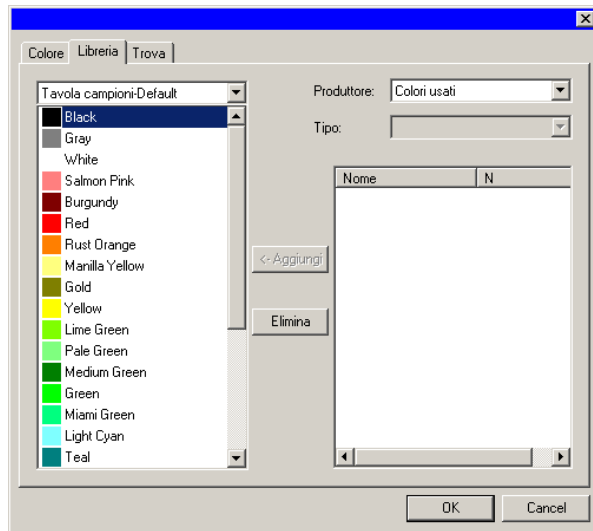 Colore Libreria Trova
Tavola campioni-Default
Produttore: Colori usati
Tipo:
Black
Gray
White
Salmon Pink
Burgundy
Red
Rust Orange
Manilla Yellow
Gold
Yellow
Lime Green
Pale Green
Medium Green
Green
Miami Green
Light Cyan
Teal
<- Aggiungi
Elimina
Nome N
OK Cancel